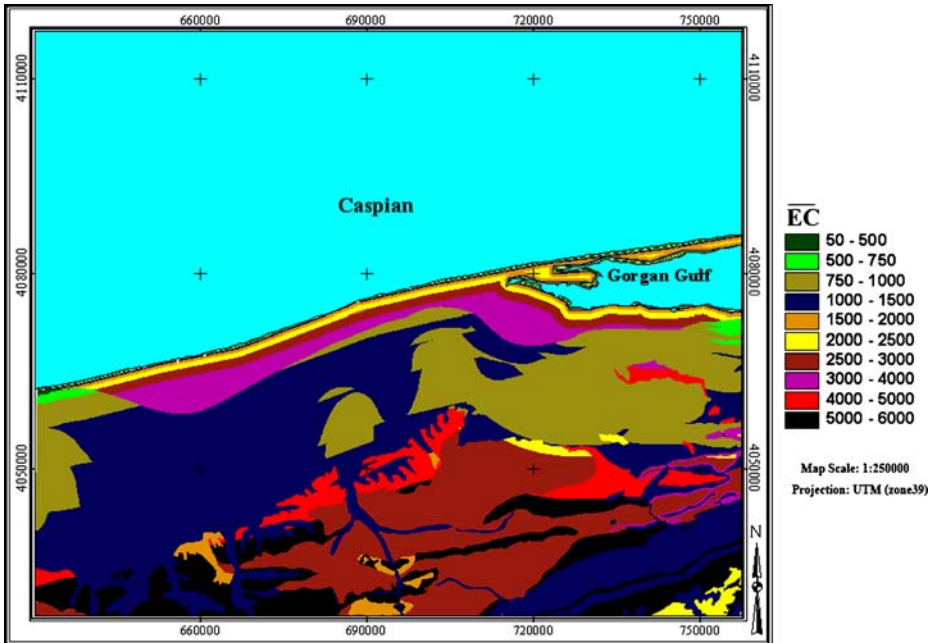 660000 690000 720000 750000
4110000 4110000
Caspian
4080000 Gorgan Gulf 4080000
4050000 4050000
660000 690000 720000 750000
EC
50 - 500
500 - 750
750 - 1000
1000 - 1500
1500 - 2000
2000 - 2500
2500 - 3000
3000 - 4000
4000 - 5000
5000 - 6000
Map Scale: 1:250000
Projection: UTM (zone39)
N